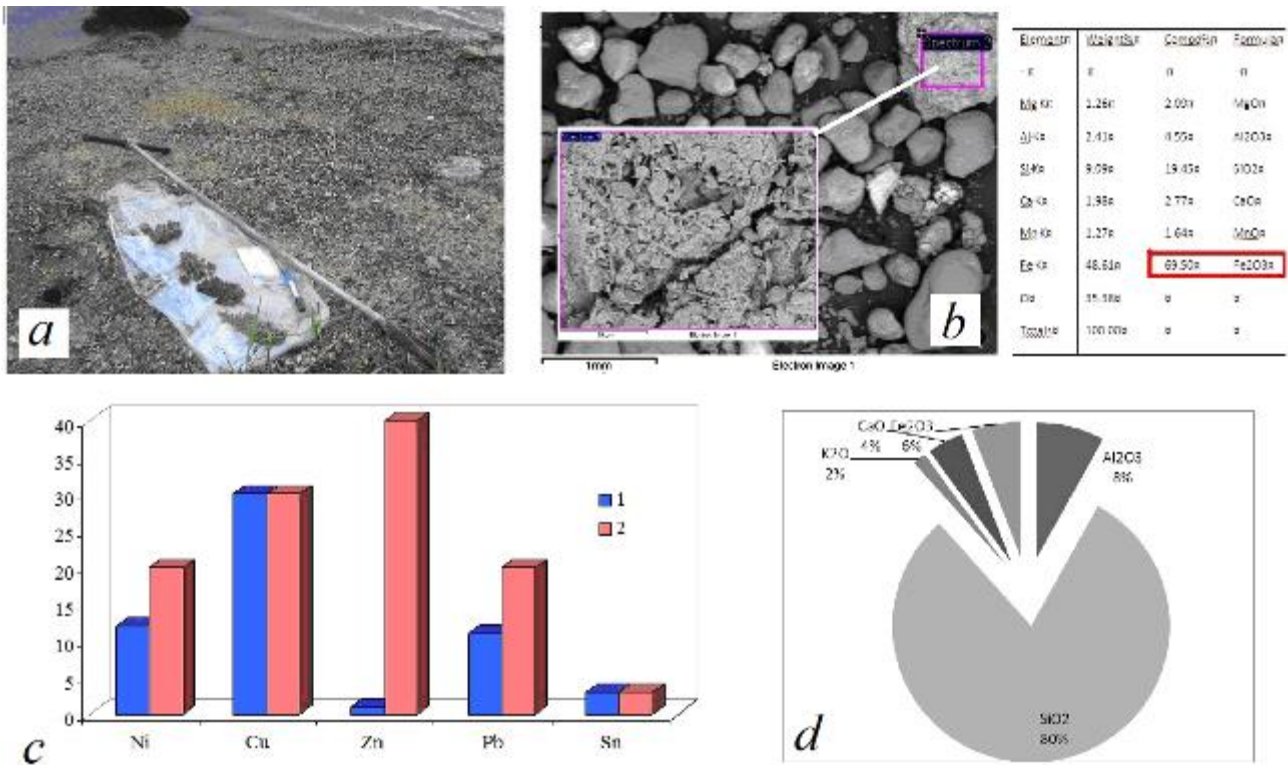 a
Spectrum 2
b
1mm
Electron Image 1
Element¤ Weight%¤ Compd%¤ Formula¤
Mg·K¤ 1.26¤ 2.09¤ MgO¤
Al·K¤ 2.41¤ 4.55¤ Al2O3¤
Si·K¤ 9.09¤ 19.45¤ SiO2¤
Ca·K¤ 1.98¤ 2.77¤ CaO¤
Mn·K¤ 1.27¤ 1.64¤ MnO¤
Fe·K¤ 48.61¤ 69.50¤ Fe2O3¤
O¤ ¤ ¤
Totals¤ 100.00¤ ¤ ¤
40
35
30
25
20
15
10
5
0
1
2
Ni Cu Zn Pb Sn
c
CaO Fe2O3
4% 6%
K2O
2%
Al2O3
8%
SiO2
80%
d